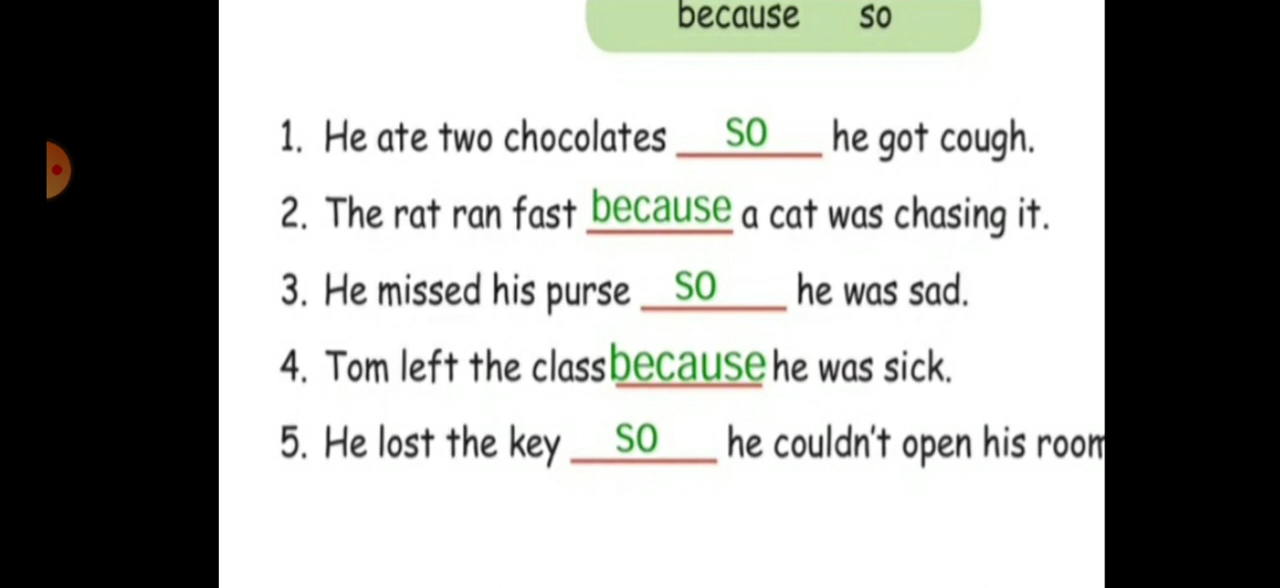 because so
1. He ate two chocolates so he got cough.
2. The rat ran fast because a cat was chasing it.
3. He missed his purse so he was sad.
4. Tom left the class because he was sick.
5. He lost the key so he couldn't open his room